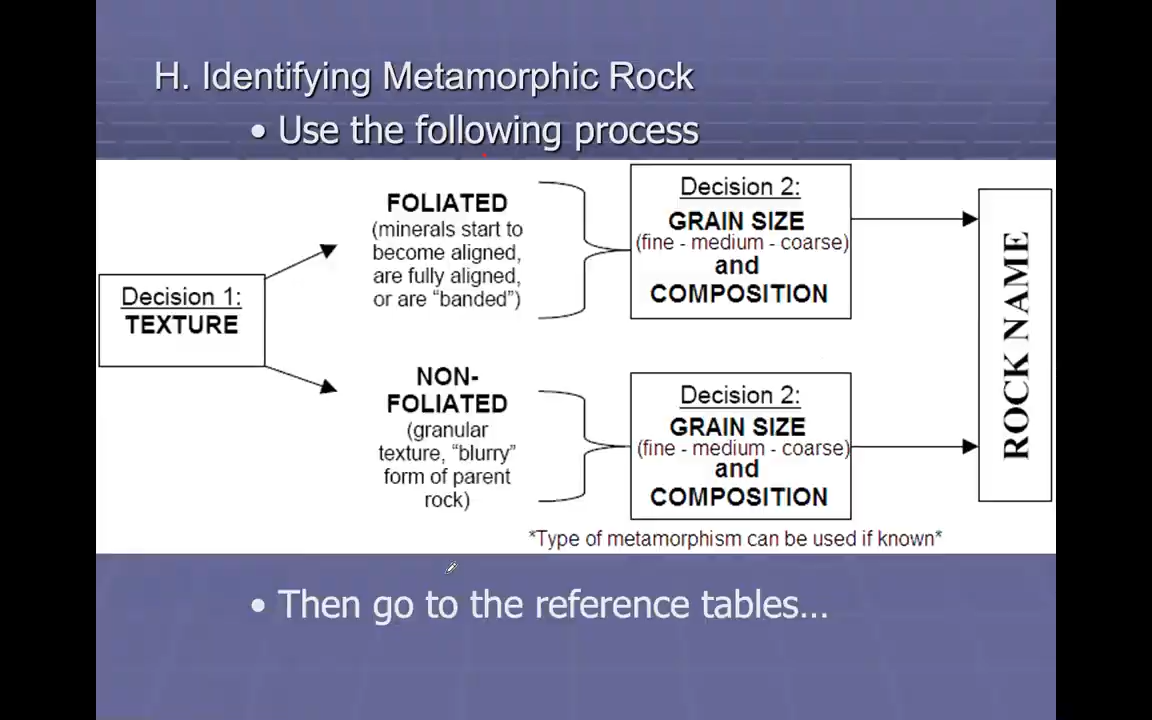 H. Identifying Metamorphic Rock
• Use the following process
Decision 1:
TEXTURE
FOLIATED
(minerals start to
become aligned,
are fully aligned,
or are “banded”)
Decision 2:
GRAIN SIZE
(fine - medium - coarse)
and
COMPOSITION
NON-
FOLIATED
(granular
texture, “blurry”
form of parent
rock)
Decision 2:
GRAIN SIZE
(fine - medium - coarse)
and
COMPOSITION
ROCK NAME
*Type of metamorphism can be used if known*
• Then go to the reference tables...